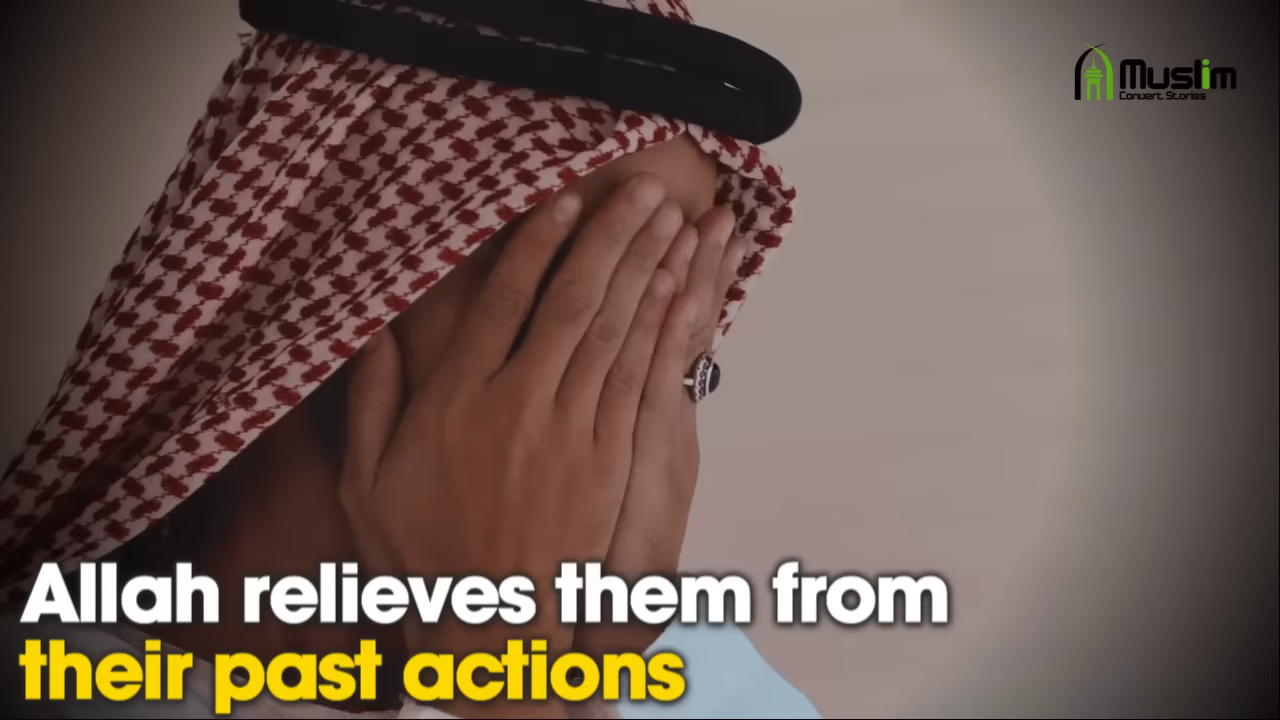 Muslim
Convert Stories
Allah relieves them from
their past actions